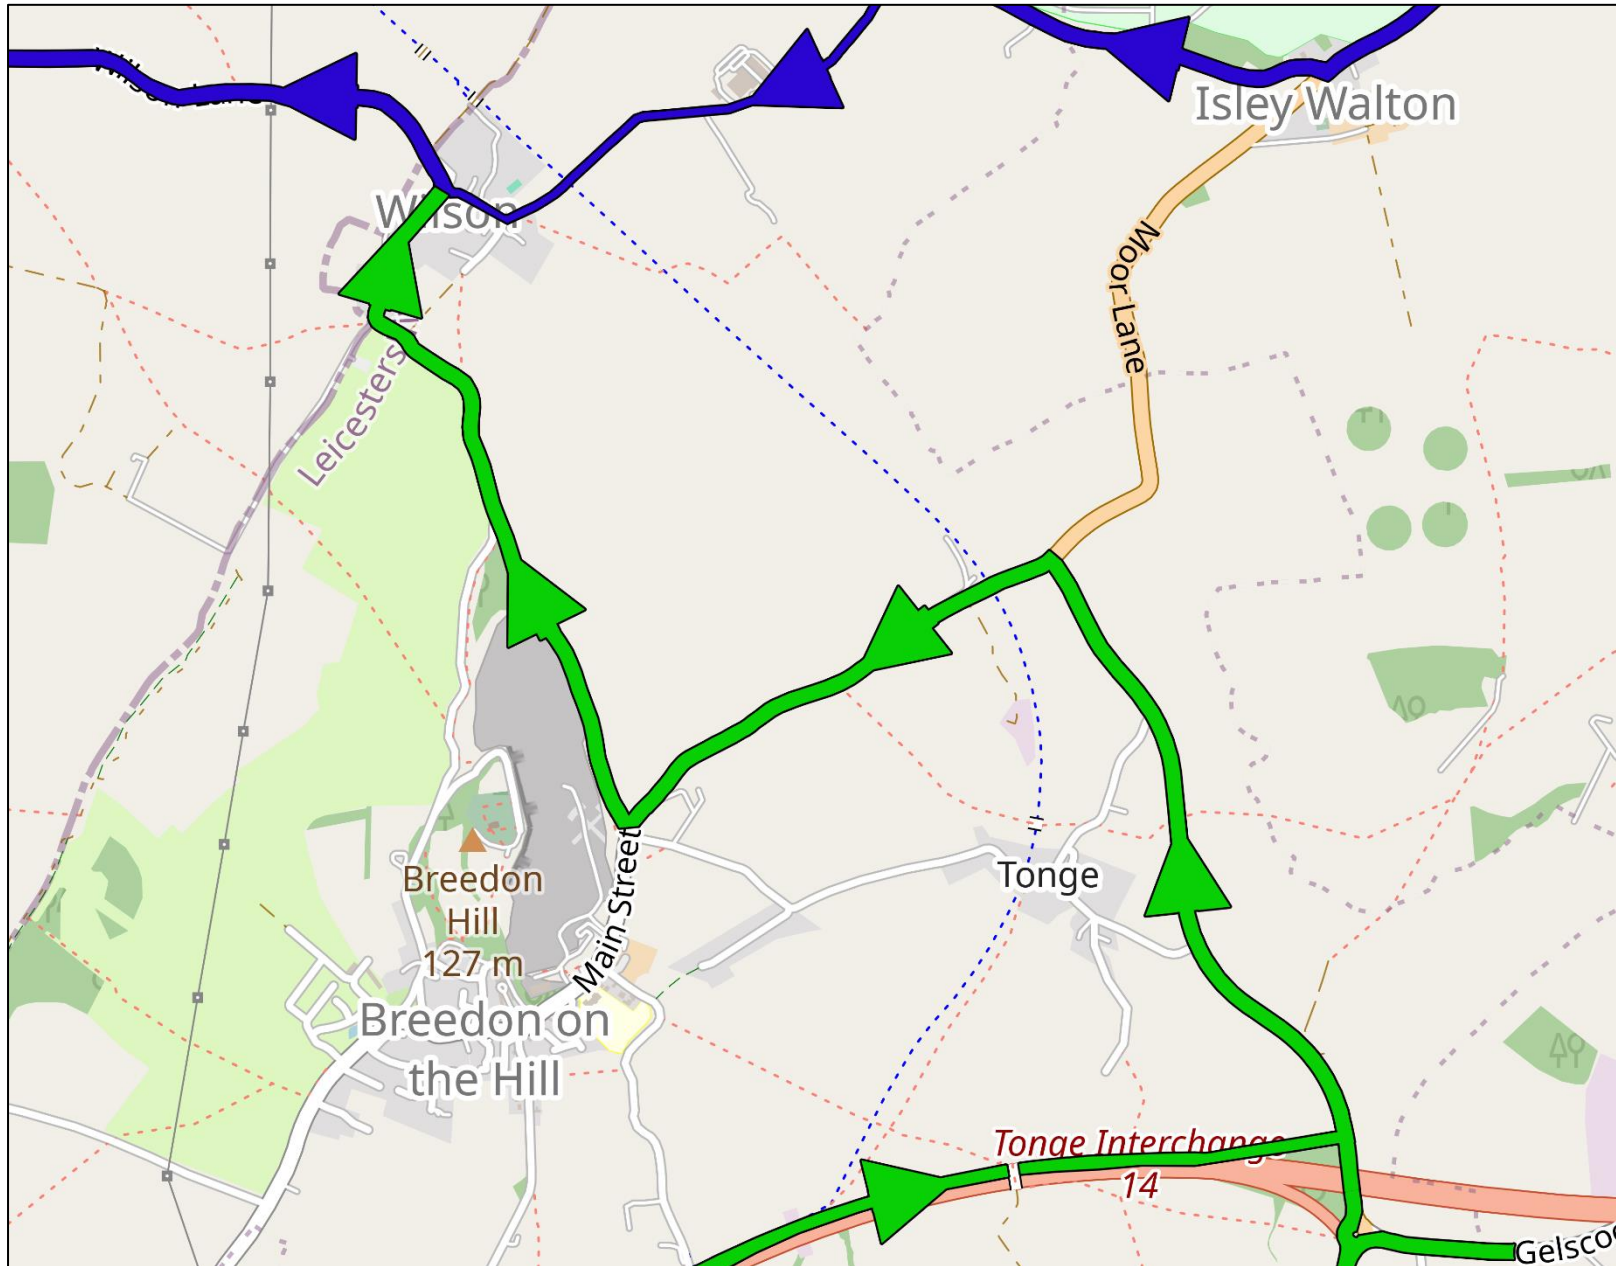 Isley Walton
Wilson
Moor Lane
Leicesters
Tonge
Breedon
Hill
127 m
Main Street
Breedon on
the Hill
Tonge Interchange
14
Gelscoe